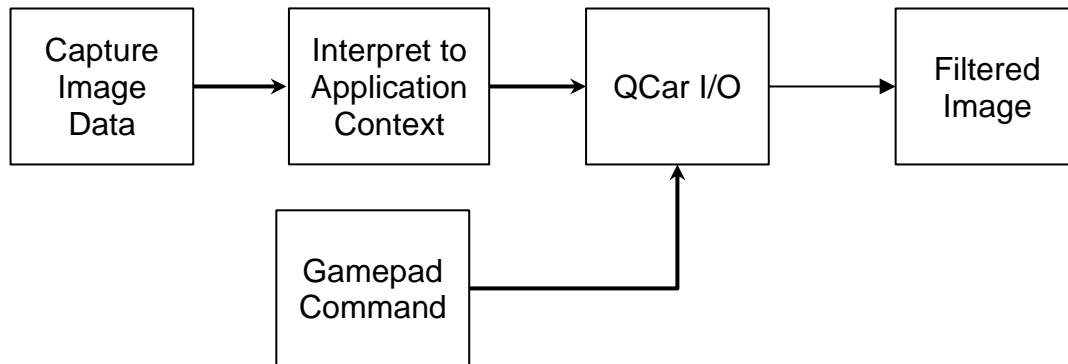 Capture
Image
Data
Interpret to
Application
Context
QCar I/O
Filtered
Image
Gamepad
Command